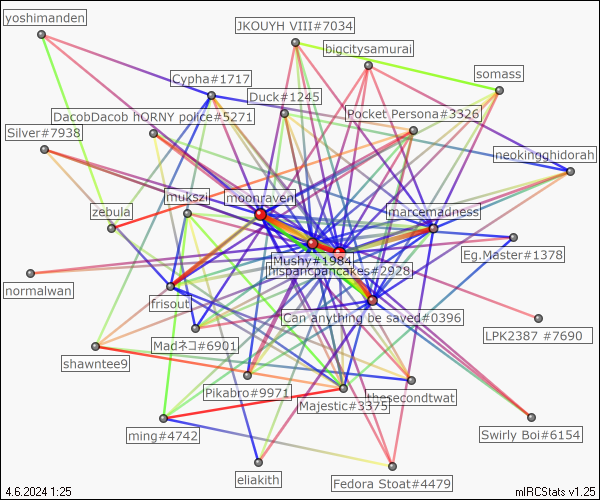 yoshimanden
JKOUYH VIII#7034
bigcitysamurai
somass
Cypha#1717
Duck#1245
Pocket Persona#3326
DacobDacob hORNY police#5271
Silver#7938
neokingghidorah
mukszii
moonraven
marcemadness
zebula
Eg.Master#1378
Mushy#1984
hispanicpancakes#2928
normalwan
frisout
Can anything be saved#0396
LPK2387 #7690
Madネコ#6901
shawntee9
Pikabro#9971
thesecondtwat
Majestic#3375
ming#4742
Swirly Boi#6154
eliakith
Fedora Stoat#4479
4.6.2024 1:25
mIRCStats v1.25